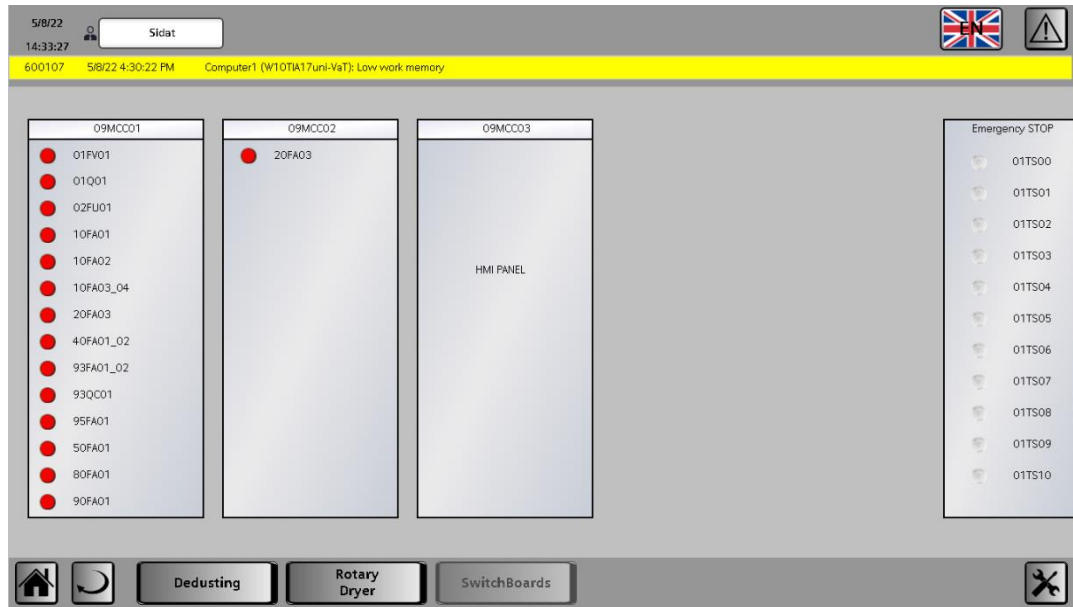 5/8/22
14:33:27
Sidat
EN
600107 5/8/22 4:30:22 PM Computer1 (W10TIA17uni-VaT): Low work memory
09MCC01
01FV01
01Q01
02FU01
10FA01
10FA02
10FA03_04
20FA03
40FA01_02
93FA01_02
93QC01
95FA01
50FA01
80FA01
90FA01
09MCC02
20FA03
09MCC03
HMI PANEL
Emergency STOP
01TS00
01TS01
01TS02
01TS03
01TS04
01TS05
01TS06
01TS07
01TS08
01TS09
01TS10
Dedusting
Rotary
Dryer
SwitchBoards